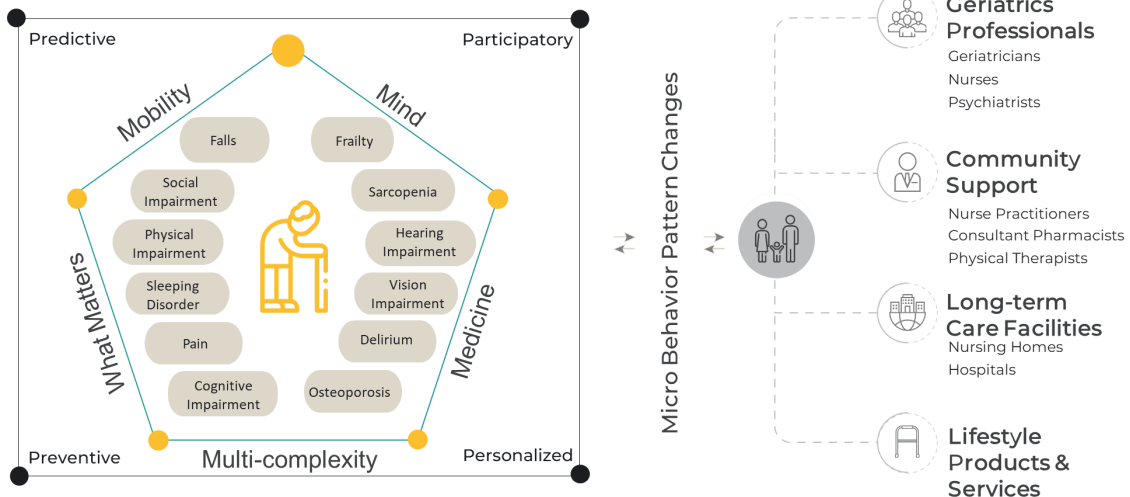 Predictive
Participatory
Mobility
Mind
Falls
Frailty
Social
Impairment
Sarcopenia
Physical
Impairment
Hearing
Impairment
Sleeping
Disorder
Vision
Impairment
Pain
Delirium
Cognitive
Impairment
Osteoporosis
What Matters
Medicine
Multi-complexity
Preventive
Personalized
Micro Behavior Pattern Changes
Geriatrics
Professionals
Geriatricians
Nurses
Psychiatrists
Community
Support
Nurse Practitioners
Consultant Pharmacists
Physical Therapists
Long-term
Care Facilities
Nursing Homes
Hospitals
Lifestyle
Products &
Services